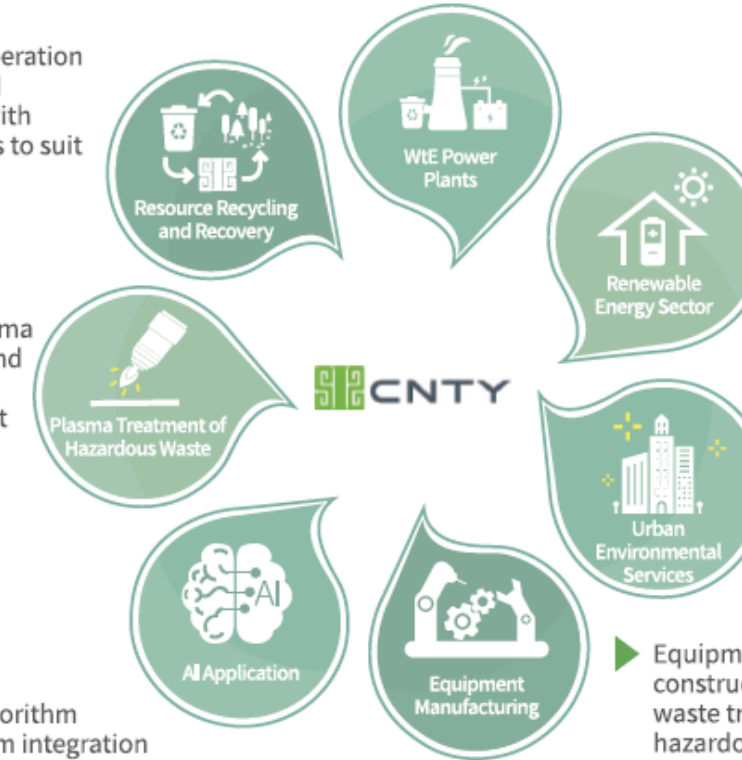 eration
with
s to suit
WtE Power
Plants
Resource Recycling
and Recovery
Renewable
Energy Sector
ma
nd
t
Plasma Treatment of
Hazardous Waste
CNTY
Urban
Environmental
Services
AI
AI Application
Equipment
Manufacturing
Equipm
construc
waste tr
hazardo
orithm
m integration